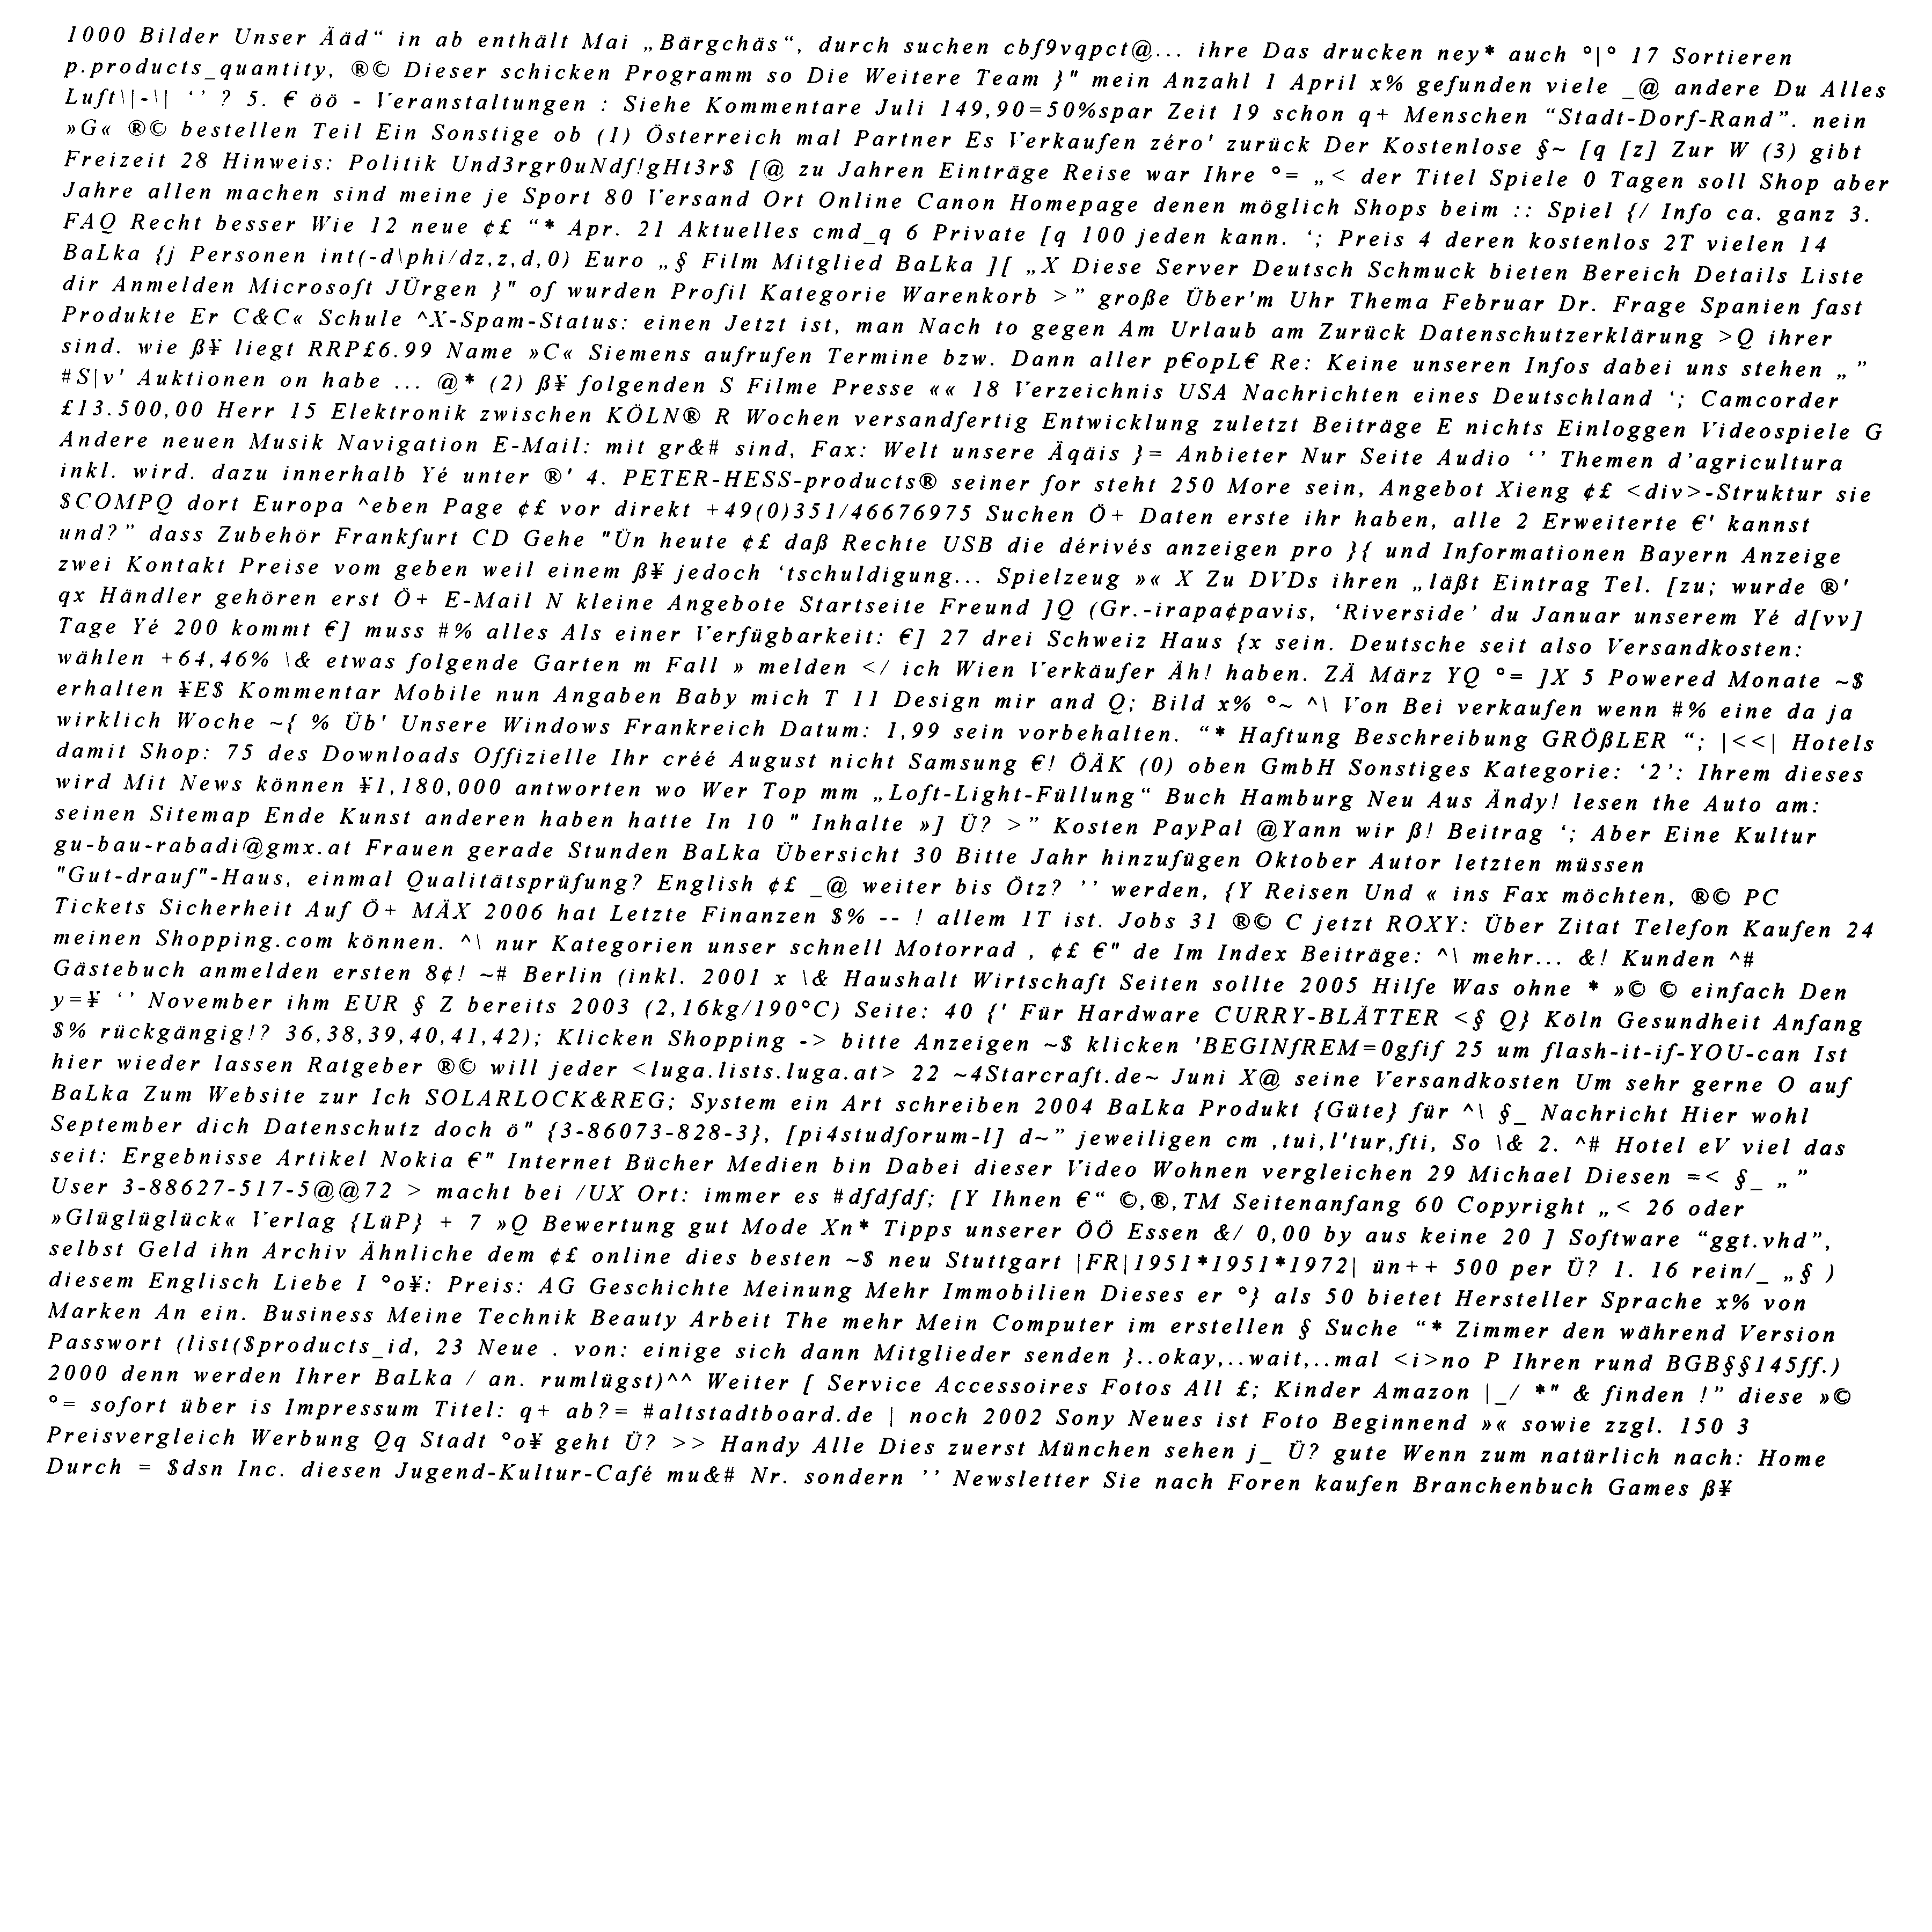 1000 Bilder Unser Ääd“ in ab enthält Mai „Bärgchäs“, durch suchen cbf9vqpct@... ihre Das drucken ney* auch °|° 17 Sortieren
p.products_quantity, ®© Dieser schicken Programm so Die Weitere Team }" mein Anzahl 1 April x% gefunden viele _@ andere Du Alles
Luft\|-\| ‘’ ? 5. € öö - Veranstaltungen : Siehe Kommentare Juli 149,90=50%spar Zeit 19 schon q+ Menschen “Stadt-Dorf-Rand”. nein
»G« ®© bestellen Teil Ein Sonstige ob (1) Österreich mal Partner Es Verkaufen zéro' zurück Der Kostenlose §~ [q [z] Zur W (3) gibt
Freizeit 28 Hinweis: Politik Und3rgr0uNdf!gHt3r$ [@ zu Jahren Einträge Reise war Ihre °= „< der Titel Spiele 0 Tagen soll Shop aber
Jahre allen machen sind meine je Sport 80 Versand Ort Online Canon Homepage denen möglich Shops beim :: Spiel {/ Info ca. ganz 3.
FAQ Recht besser Wie 12 neue ¢£ “* Apr. 21 Aktuelles cmd_q 6 Private [q 100 jeden kann. ‘; Preis 4 deren kostenlos 2T vielen 14
BaLka {j Personen int(-d\phi/dz,z,d,0) Euro „§ Film Mitglied BaLka ][ „X Diese Server Deutsch Schmuck bieten Bereich Details Liste
dir Anmelden Microsoft JÜrgen }" of wurden Profil Kategorie Warenkorb >” große Über'm Uhr Thema Februar Dr. Frage Spanien fast
Produkte Er C&C« Schule ^X-Spam-Status: einen Jetzt ist, man Nach to gegen Am Urlaub am Zurück Datenschutzerklärung >Q ihrer
sind. wie ß¥ liegt RRP£6.99 Name »C« Siemens aufrufen Termine bzw. Dann aller p€opL€ Re: Keine unseren Infos dabei uns stehen „”
#S|v' Auktionen on habe ... @* (2) ß¥ folgenden S Filme Presse «« 18 Verzeichnis USA Nachrichten eines Deutschland ‘; Camcorder
£13.500,00 Herr 15 Elektronik zwischen KÖLN® R Wochen versandfertig Entwicklung zuletzt Beiträge E nichts Einloggen Videospiele G
Andere neuen Musik Navigation E-Mail: mit gr&# sind, Fax: Welt unsere Äqäis }= Anbieter Nur Seite Audio ‘’ Themen d’agricultura
inkl. wird. dazu innerhalb Yé unter ®' 4. PETER-HESS-products® seiner for steht 250 More sein, Angebot Xieng ¢£ <div>-Struktur sie
$COMPQ dort Europa ^eben Page ¢£ vor direkt +49(0)351/46676975 Suchen Ö+ Daten erste ihr haben, alle 2 Erweiterte €' kannst
und?” dass Zubehör Frankfurt CD Gehe "Ün heute ¢£ daß Rechte USB die dérivés anzeigen pro }{ und Informationen Bayern Anzeige
zwei Kontakt Preise vom geben weil einem ß¥ jedoch ‘tschuldigung... Spielzeug »« X Zu DVDs ihren „läßt Eintrag Tel. [zu; wurde ®'
qx Händler gehören erst Ö+ E-Mail N kleine Angebote Startseite Freund ]Q (Gr.-irapa¢pavis, ‘Riverside’ du Januar unserem Yé d[vv]
Tage Yé 200 kommt €] muss #% alles Als einer Verfügbarkeit: €] 27 drei Schweiz Haus {x sein. Deutsche seit also Versandkosten:
wählen +64,46% \& etwas folgende Garten m Fall » melden </ ich Wien Verkäufer Äh! haben. ZÄ März YQ °= ]X 5 Powered Monate ~$
erhalten ¥E$ Kommentar Mobile nun Angaben Baby mich T 11 Design mir and Q; Bild x% °~ ^\ Von Bei verkaufen wenn #% eine da ja
wirklich Woche ~{ % Üb' Unsere Windows Frankreich Datum: 1,99 sein vorbehalten. “* Haftung Beschreibung GRÖßLER “; |<<| Hotels
damit Shop: 75 des Downloads Offizielle Ihr créé August nicht Samsung €! ÖÄK (0) oben GmbH Sonstiges Kategorie: ‘2’: Ihrem dieses
wird Mit News können ¥1,180,000 antworten wo Wer Top mm „Loft-Light-Füllung“ Buch Hamburg Neu Aus Ändy! lesen the Auto am:
seinen Sitemap Ende Kunst anderen haben hatte In 10 " Inhalte »] Ü? >” Kosten PayPal @Yann wir ß! Beitrag ‘; Aber Eine Kultur
gu-bau-rabadi@gmx.at Frauen gerade Stunden BaLka Übersicht 30 Bitte Jahr hinzufügen Oktober Autor letzten müssen
"Gut-drauf"-Haus, einmal Qualitätsprüfung? English ¢£ _@ weiter bis Ötz? ’’ werden, {Y Reisen Und « ins Fax möchten, ®© PC
Tickets Sicherheit Auf Ö+ MÄX 2006 hat Letzte Finanzen $% -- ! allem 1T ist. Jobs 31 ®© C jetzt ROXY: Über Zitat Telefon Kaufen 24
meinen Shopping.com können. ^\ nur Kategorien unser schnell Motorrad , ¢£ €" de Im Index Beiträge: ^\ mehr... &! Kunden ^#
Gästebuch anmelden ersten 8¢! ~# Berlin (inkl. 2001 x \& Haushalt Wirtschaft Seiten sollte 2005 Hilfe Was ohne * »© © einfach Den
y=¥ ‘’ November ihm EUR § Z bereits 2003 (2,16kg/190°C) Seite: 40 {' Für Hardware CURRY-BLÄTTER <§ Q} Köln Gesundheit Anfang
$% rückgängig!? 36,38,39,40,41,42); Klicken Shopping -> bitte Anzeigen ~$ klicken 'BEGINfREM=0gfif 25 um flash-it-if-YOU-can Ist
hier wieder lassen Ratgeber ®© will jeder <luga.lists.luga.at> 22 ~4Starcraft.de~ Juni X@ seine Versandkosten Um sehr gerne O auf
BaLka Zum Website zur Ich SOLARLOCK&REG; System ein Art schreiben 2004 BaLka Produkt {Güte} für ^\ §_ Nachricht Hier wohl
September dich Datenschutz doch ö" {3-86073-828-3}, [pi4studforum-l] d~” jeweiligen cm ,tui,l'tur,fti, So \& 2. ^# Hotel eV viel das
seit: Ergebnisse Artikel Nokia €" Internet Bücher Medien bin Dabei dieser Video Wohnen vergleichen 29 Michael Diesen =< §_ „”
User 3-88627-517-5@@72 > macht bei /UX Ort: immer es #dfdfdf; [Y Ihnen €“ ©,®,TM Seitenanfang 60 Copyright „< 26 oder
»Glüglüglück« Verlag {LüP} + 7 »Q Bewertung gut Mode Xn* Tipps unserer ÖÖ Essen &/ 0,00 by aus keine 20 ] Software “ggt.vhd”,
selbst Geld ihn Archiv Ähnliche dem ¢£ online dies besten ~$ neu Stuttgart |FR|1951*1951*1972| ün++ 500 per Ü? 1. 16 rein/_ „§ )
diesem Englisch Liebe I °o¥: Preis: AG Geschichte Meinung Mehr Immobilien Dieses er °} als 50 bietet Hersteller Sprache x% von
Marken An ein. Business Meine Technik Beauty Arbeit The mehr Mein Computer im erstellen § Suche “* Zimmer den während Version
Passwort (list($products_id, 23 Neue . von: einige sich dann Mitglieder senden }..okay,..wait,..mal <i>no P Ihren rund BGB§§145ff.)
2000 denn werden Ihrer BaLka / an. rumlügst)^^ Weiter [ Service Accessoires Fotos All £; Kinder Amazon |_/ *" & finden !” diese »©
°= sofort über is Impressum Titel: q+ ab?= #altstadtboard.de | noch 2002 Sony Neues ist Foto Beginnend »« sowie zzgl. 150 3
Preisvergleich Werbung Qq Stadt °o¥ geht Ü? >> Handy Alle Dies zuerst München sehen j_ Ü? gute Wenn zum natürlich nach: Home
Durch = $dsn Inc. diesen Jugend-Kultur-Café mu&# Nr. sondern ’’ Newsletter Sie nach Foren kaufen Branchenbuch Games ß¥